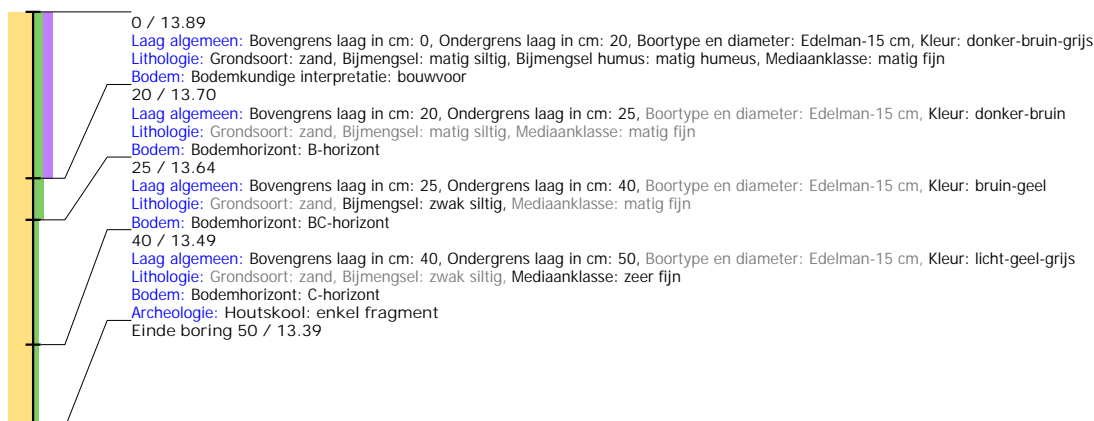 0 / 13.89
Laag algemeen: Bovengrens laag in cm: 0, Ondergrens laag in cm: 20, Boortype en diameter: Edelman-15 cm, Kleur: donker-bruin-grijs
Lithologie: Grondsoort: zand, Bijmengsel: matig siltig, Bijmengsel humus: matig humeus, Mediaanklasse: matig fijn
Bodem: Bodemkundige interpretatie: bouwvoor
20 / 13.70
Laag algemeen: Bovengrens laag in cm: 20, Ondergrens laag in cm: 25, Boortype en diameter: Edelman-15 cm, Kleur: donker-bruin
Lithologie: Grondsoort: zand, Bijmengsel: matig siltig, Mediaanklasse: matig fijn
Bodem: Bodemhorizont: B-horizont
25 / 13.64
Laag algemeen: Bovengrens laag in cm: 25, Ondergrens laag in cm: 40, Boortype en diameter: Edelman-15 cm, Kleur: bruin-geel
Lithologie: Grondsoort: zand, Bijmengsel: zwak siltig, Mediaanklasse: matig fijn
Bodem: Bodemhorizont: BC-horizont
40 / 13.49
Laag algemeen: Bovengrens laag in cm: 40, Ondergrens laag in cm: 50, Boortype en diameter: Edelman-15 cm, Kleur: licht-geel-grijs
Lithologie: Grondsoort: zand, Bijmengsel: zwak siltig, Mediaanklasse: zeer fijn
Bodem: Bodemhorizont: C-horizont
Archeologie: Houtskool: enkel fragment
Einde boring 50 / 13.39